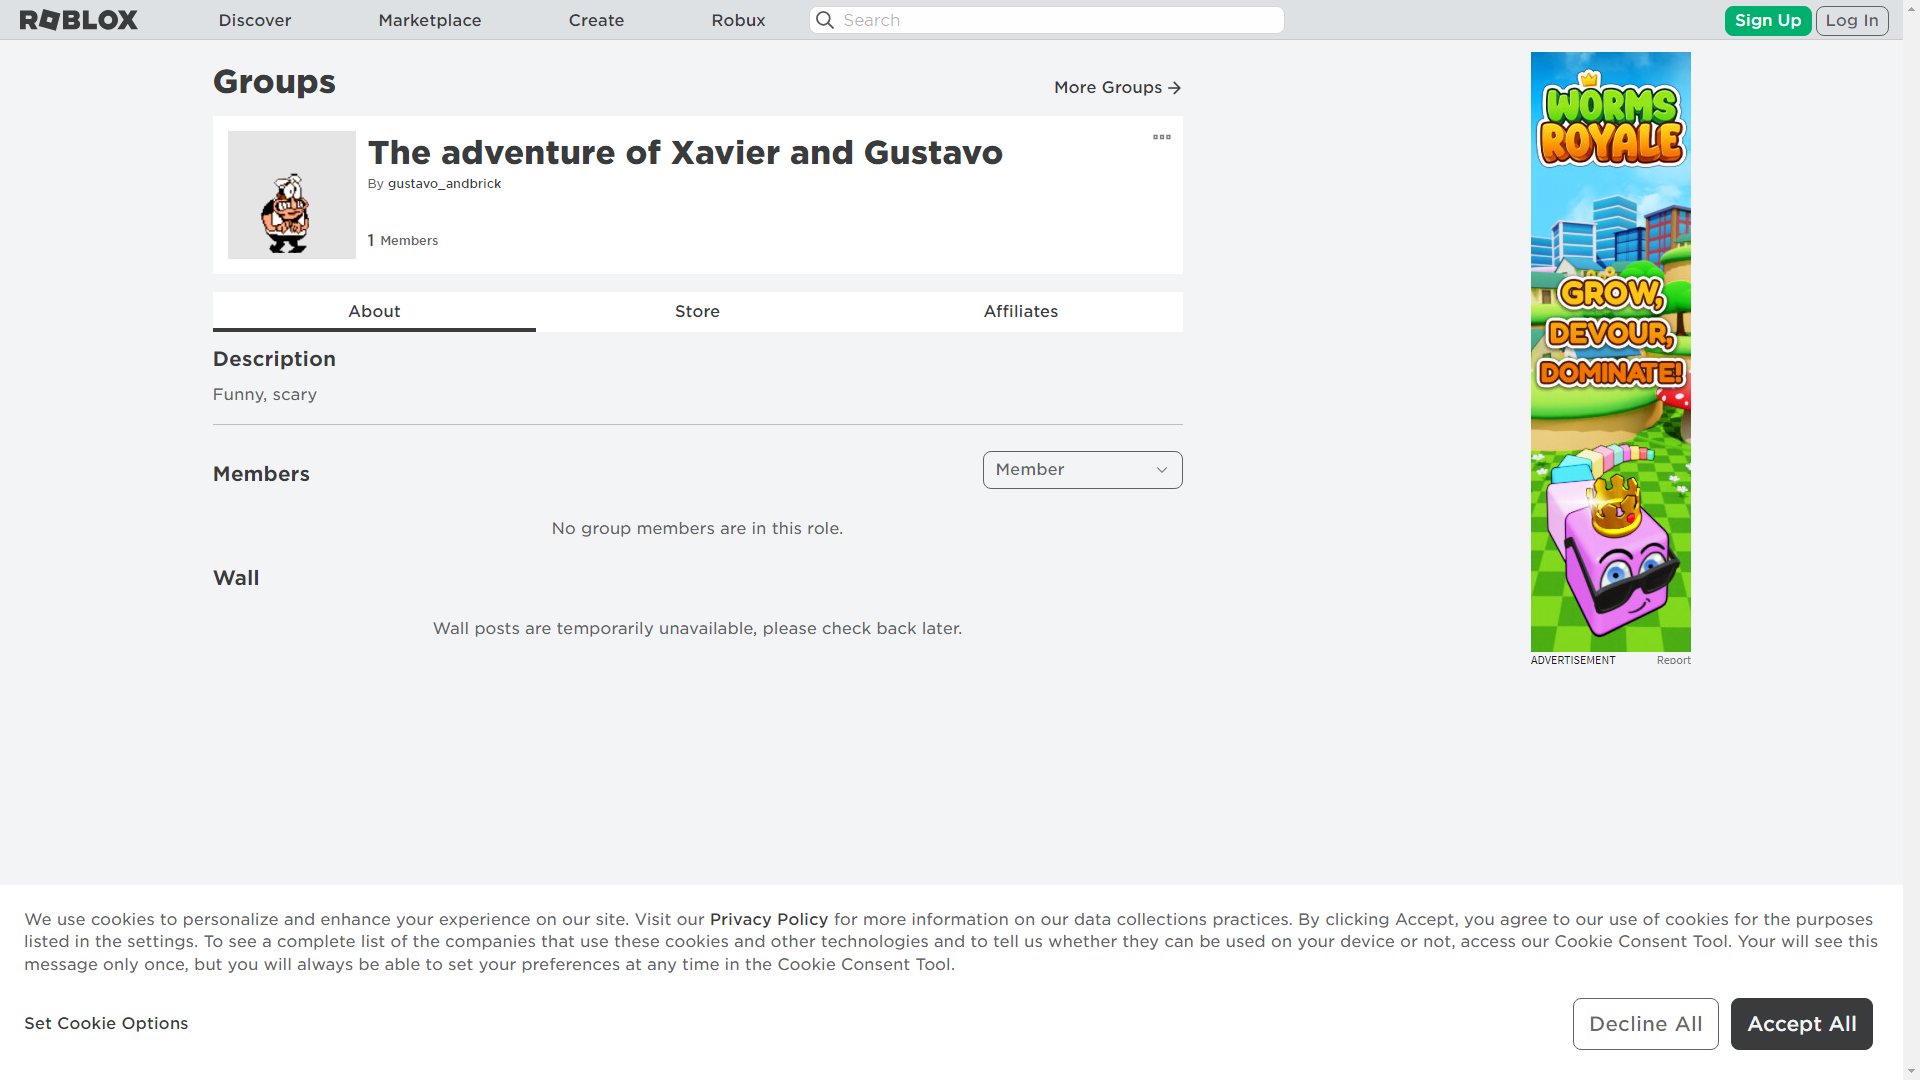 ROBLOX
Discover
Marketplace
Create
Robux
Search
Sign Up
Log In
Groups
More Groups
The adventure of Xavier and Gustavo
By gustavo_andbrick
1 Members
About
Store
Affiliates
Description
Funny, scary
Members
Member
No group members are in this role.
Wall
Wall posts are temporarily unavailable, please check back later.
WORMS
ROYALE
GROW,
DEVOUR,
DOMINATE!
ADVERTISEMENT
Report
We use cookies to personalize and enhance your experience on our site. Visit our Privacy Policy for more information on our data collections practices. By clicking Accept, you agree to our use of cookies for the purposes
listed in the settings. To see a complete list of the companies that use these cookies and other technologies and to tell us whether they can be used on your device or not, access our Cookie Consent Tool. Your will see this
message only once, but you will always be able to set your preferences at any time in the Cookie Consent Tool.
Set Cookie Options
Decline All
Accept All